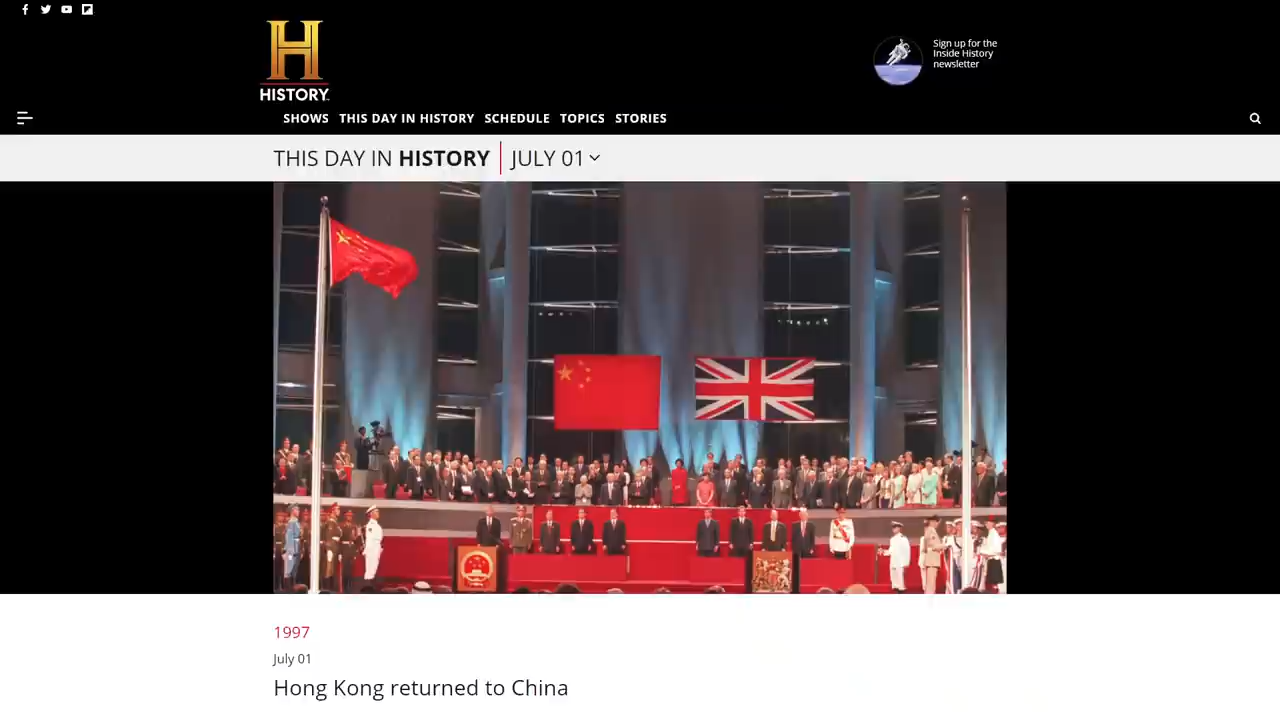 H
HISTORY
Sign up for the
Inside History
newsletter
SHOWS THIS DAY IN HISTORY SCHEDULE TOPICS STORIES
THIS DAY IN HISTORY JULY 01
1997
July 01
Hong Kong returned to China